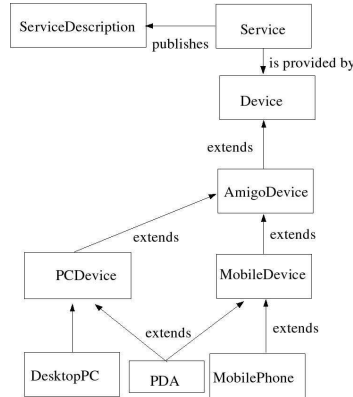 ServiceDescription
Service
publishes
is provided by
Device
extends
AmigoDevice
extends
extends
PCDevice
MobileDevice
extends
extends
DesktopPC
PDA
MobilePhone